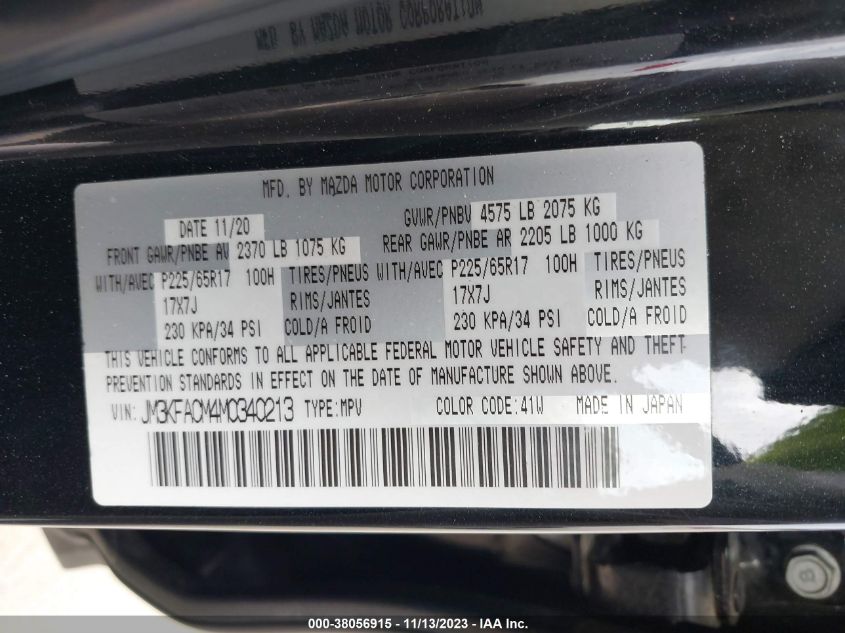 MFD. BY MAZDA MOTOR CORPORATION
DATE 11/20
GVWR/PNBV 4575 LB 2075 KG
FRONT GAWR/PNBE AV 2370 LB 1075 KG
REAR GAWR/PNBE AR 2205 LB 1000 KG
WITH/AVEC P225/65R17 100H TIRES/PNEUS
WITH/AVEC P225/65R17 100H TIRES/PNEUS
17X7J RIMS/JANTES
17X7J RIMS/JANTES
230 KPA/34 PSI COLD/A FROID
230 KPA/34 PSI COLD/A FROID
THIS VEHICLE CONFORMS TO ALL APPLICABLE FEDERAL MOTOR VEHICLE SAFETY AND THEFT
PREVENTION STANDARDS IN EFFECT ON THE DATE OF MANUFACTURE SHOWN ABOVE.
VIN: JM3KFACM4M0340213 TYPE:MPV COLOR CODE:41W MADE IN JAPAN
000-38056915 - 11/13/2023 - IAA Inc.